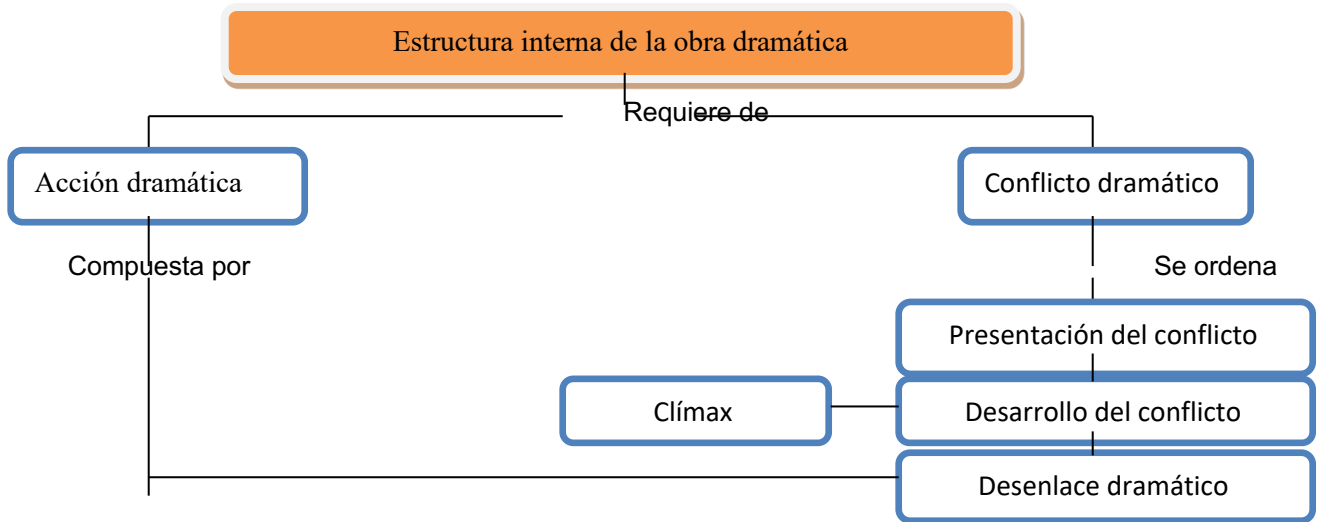 Estructura interna de la obra dramática
Requiere de
Acción dramática
Conflicto dramático
Compuesta por
Se ordena
Presentación del conflicto
Clímax
Desarrollo del conflicto
Desenlace dramático